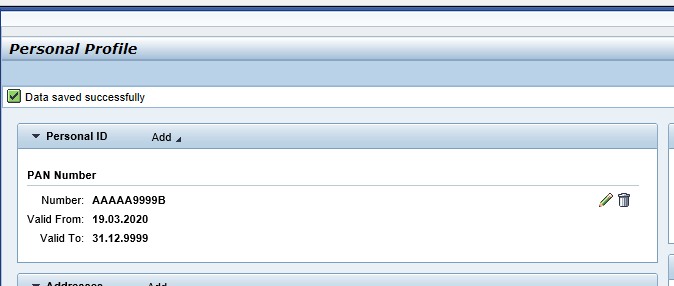 Personal Profile
Data saved successfully
Personal ID Add
PAN Number
Number: AAAAA9999B
Valid From: 19.03.2020
Valid To: 31.12.9999
Addresses Add